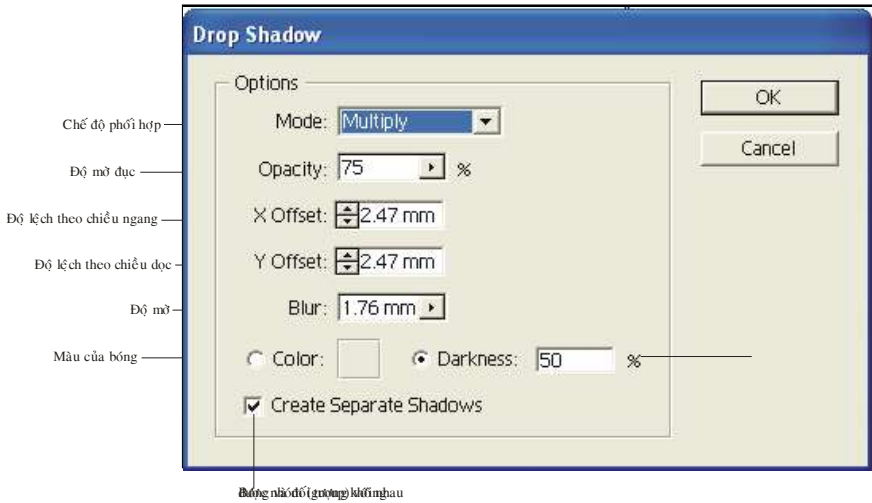 Drop Shadow
Options
Chế độ phối hợp
Mode: Multiply
OK
Cancel
Độ mờ đục
Opacity: 75 %
Độ lệch theo chiều ngang
X Offset: 2.47 mm
Độ lệch theo chiều dọc
Y Offset: 2.47 mm
Độ mờ
Blur: 1.76 mm
Màu của bóng
Color: Darkness: 50 %
Create Separate Shadows
nhau